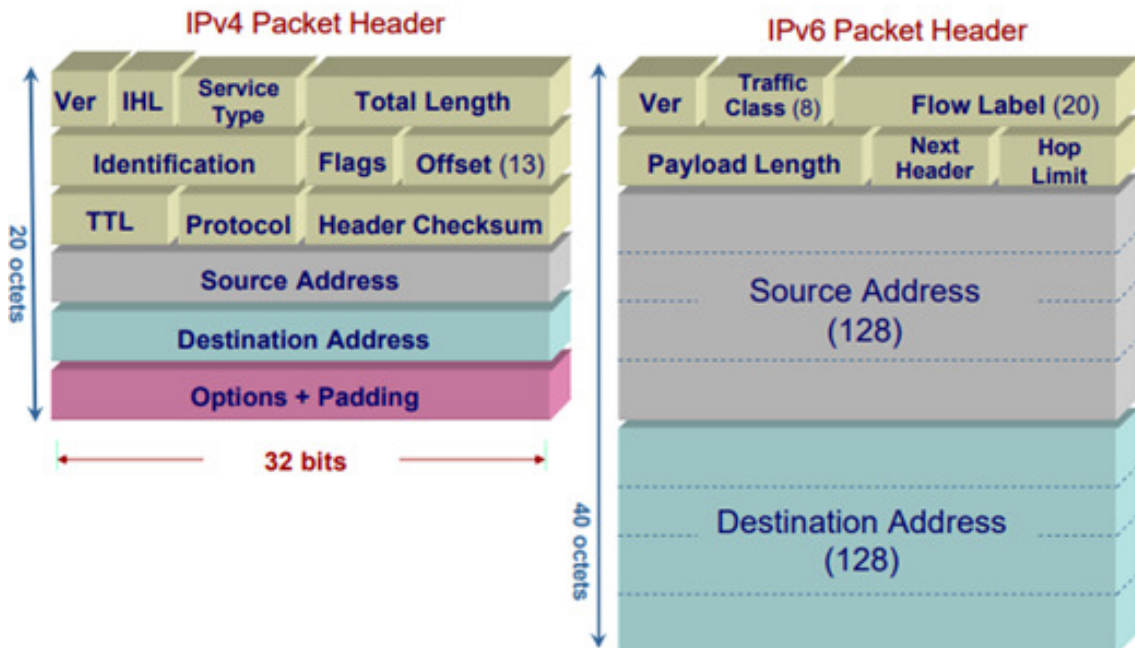 IPv4 Packet Header
Ver IHL Service Type Total Length
Identification Flags Offset (13)
TTL Protocol Header Checksum
Source Address
Destination Address
Options + Padding
20 octets
32 bits
IPv6 Packet Header
Ver Traffic Class (8) Flow Label (20)
Payload Length Next Header Hop Limit
Source Address
(128)
Destination Address
(128)
40 octets